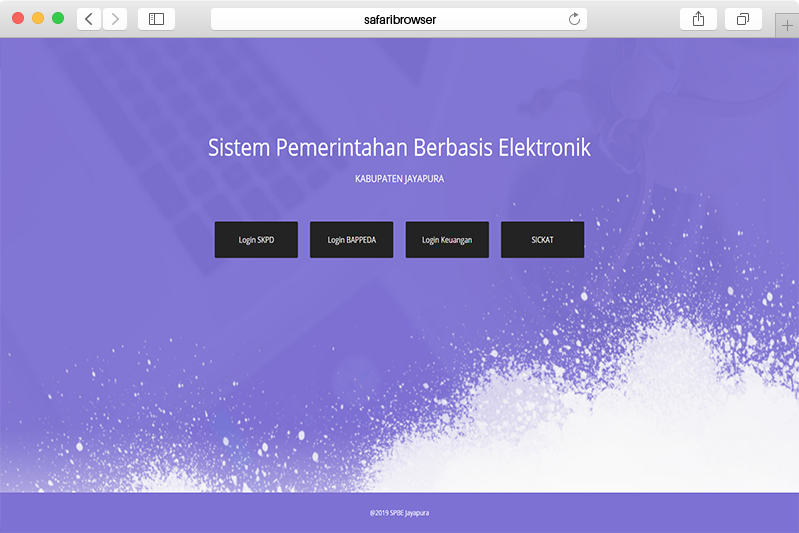 safaribrowser
Sistem Pemerintahan Berbasis Elektronik
KABUPATEN JAYAPURA
Login SKPD
Login BAPPEDA
Login Keuangan
SICKAT
@2019 SPBE Jayapura